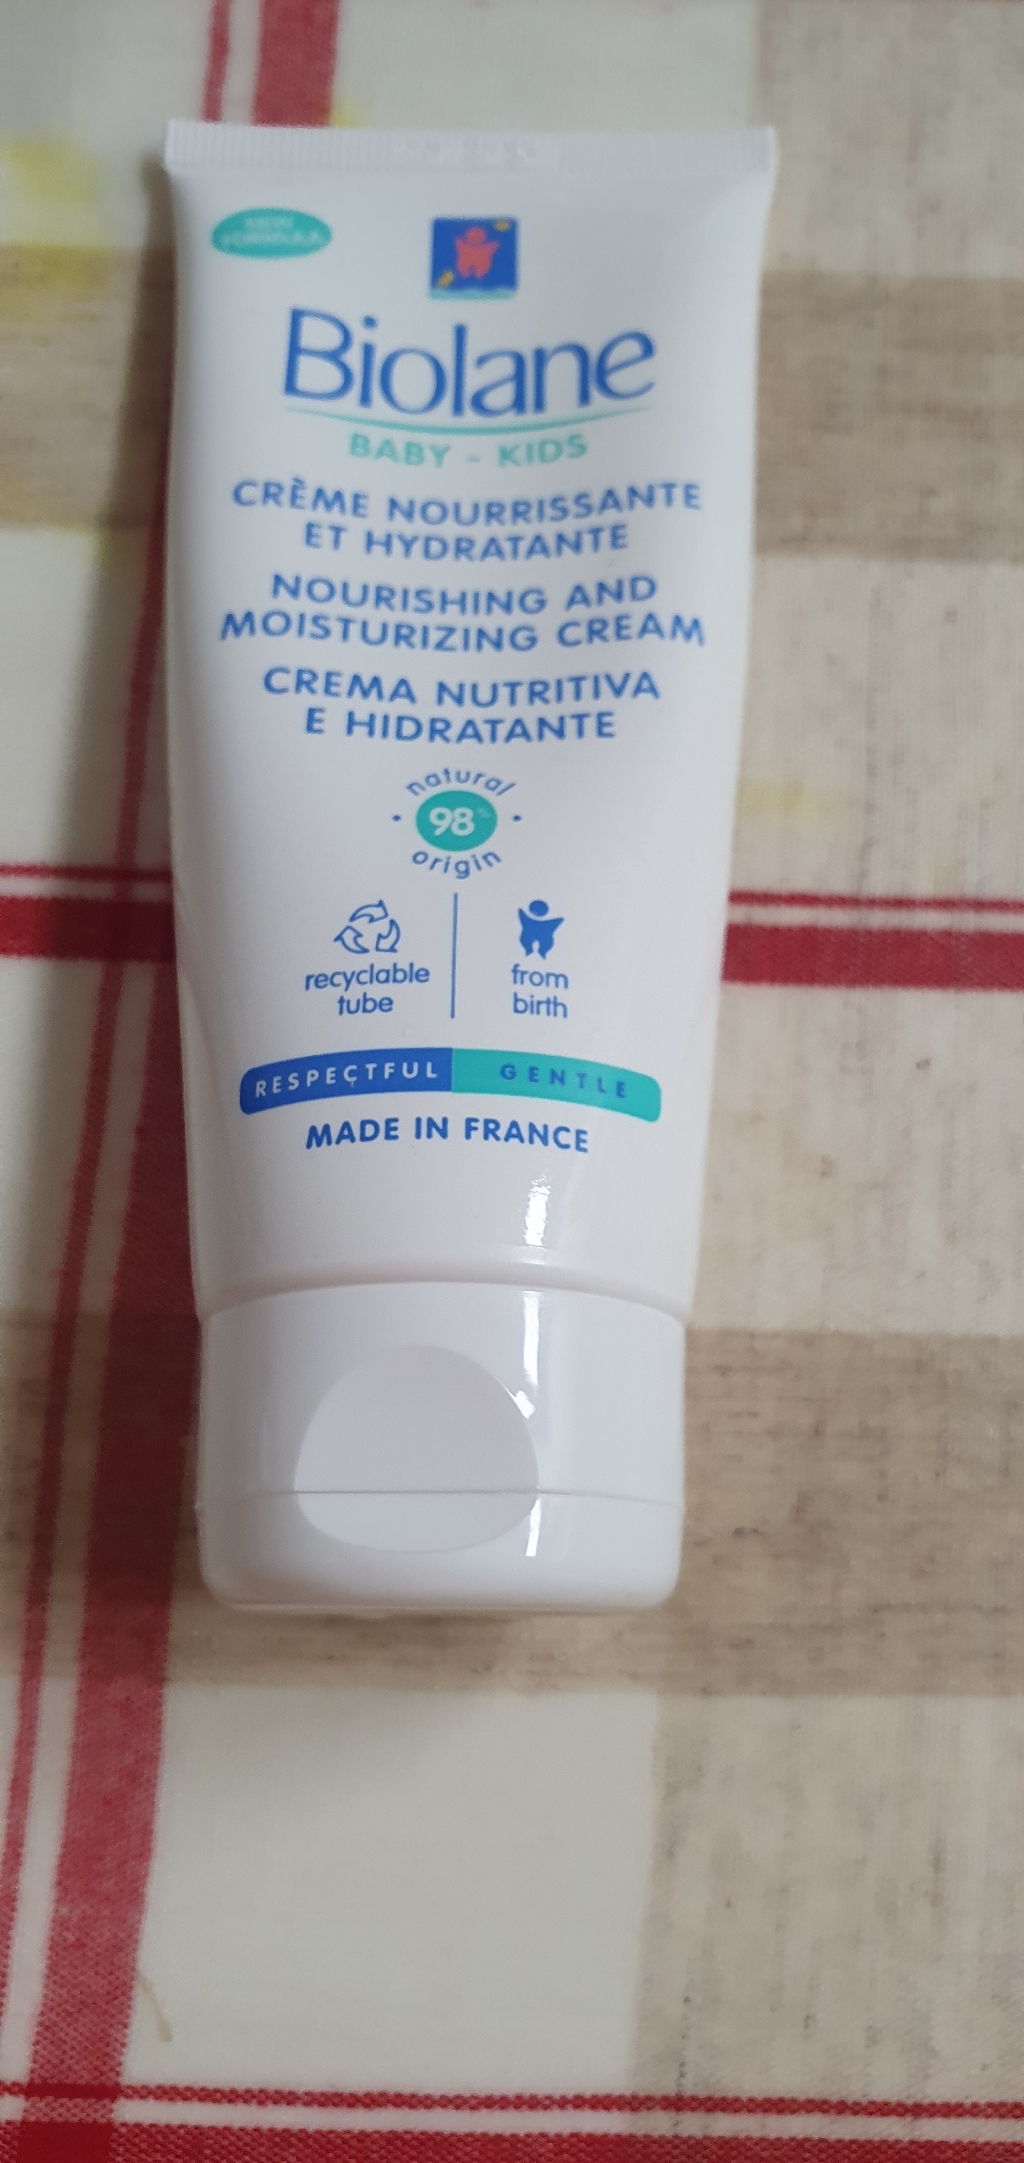 NEW
FORMULA
Biolane
BABY - KIDS
CRÈME NOURRISSANTE
ET HYDRATANTE
NOURISHING AND
MOISTURIZING CREAM
CREMA NUTRITIVA
E HIDRATANTE
natural
98%
origin
recyclable
tube
from
birth
RESPECTFUL GENTLE
MADE IN FRANCE